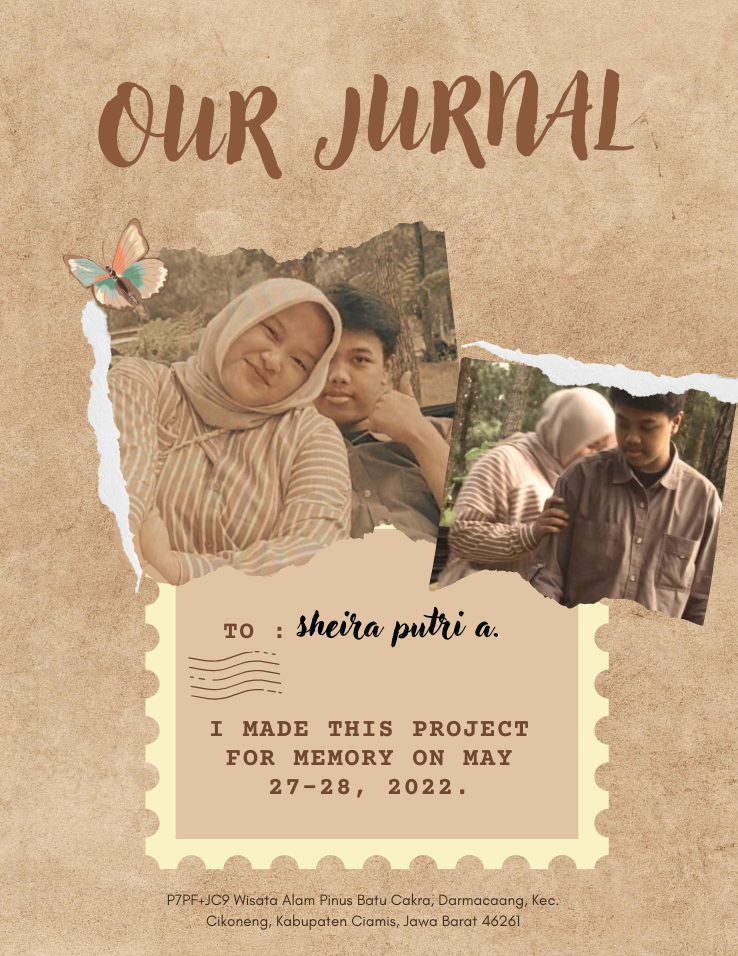 OUR JURNAL
TO : sheira putri a.
I MADE THIS PROJECT
FOR MEMORY ON MAY
27-28, 2022.
P7PF+JC9 Wisata Alam Pinus Batu Cakra, Darmacaang, Kec.
Cikoneng, Kabupaten Ciamis, Jawa Barat 46261